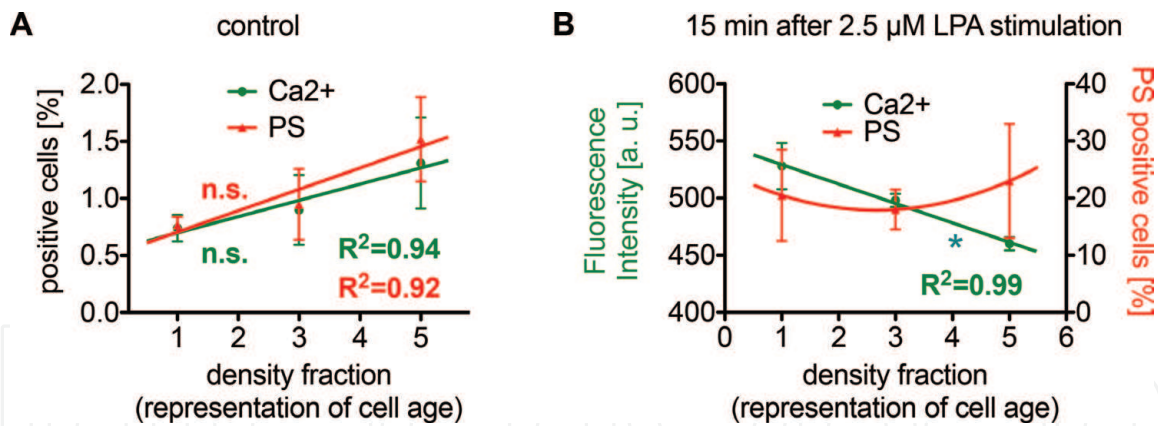 A
control
positive cells [%]
2.0
1.5
1.0
0.5
0.0
Ca2+
PS
n.s.
n.s.
R²=0.94
R²=0.92
1 2 3 4 5
density fraction
(representation of cell age)
B
15 min after 2.5 µM LPA stimulation
Fluorescence
Intensity [a. u.]
600
550
500
450
400
Ca2+
PS
*
R²=0.99
40
30
20
10
0
PS positive cells [%]
0 1 2 3 4 5 6
density fraction
(representation of cell age)